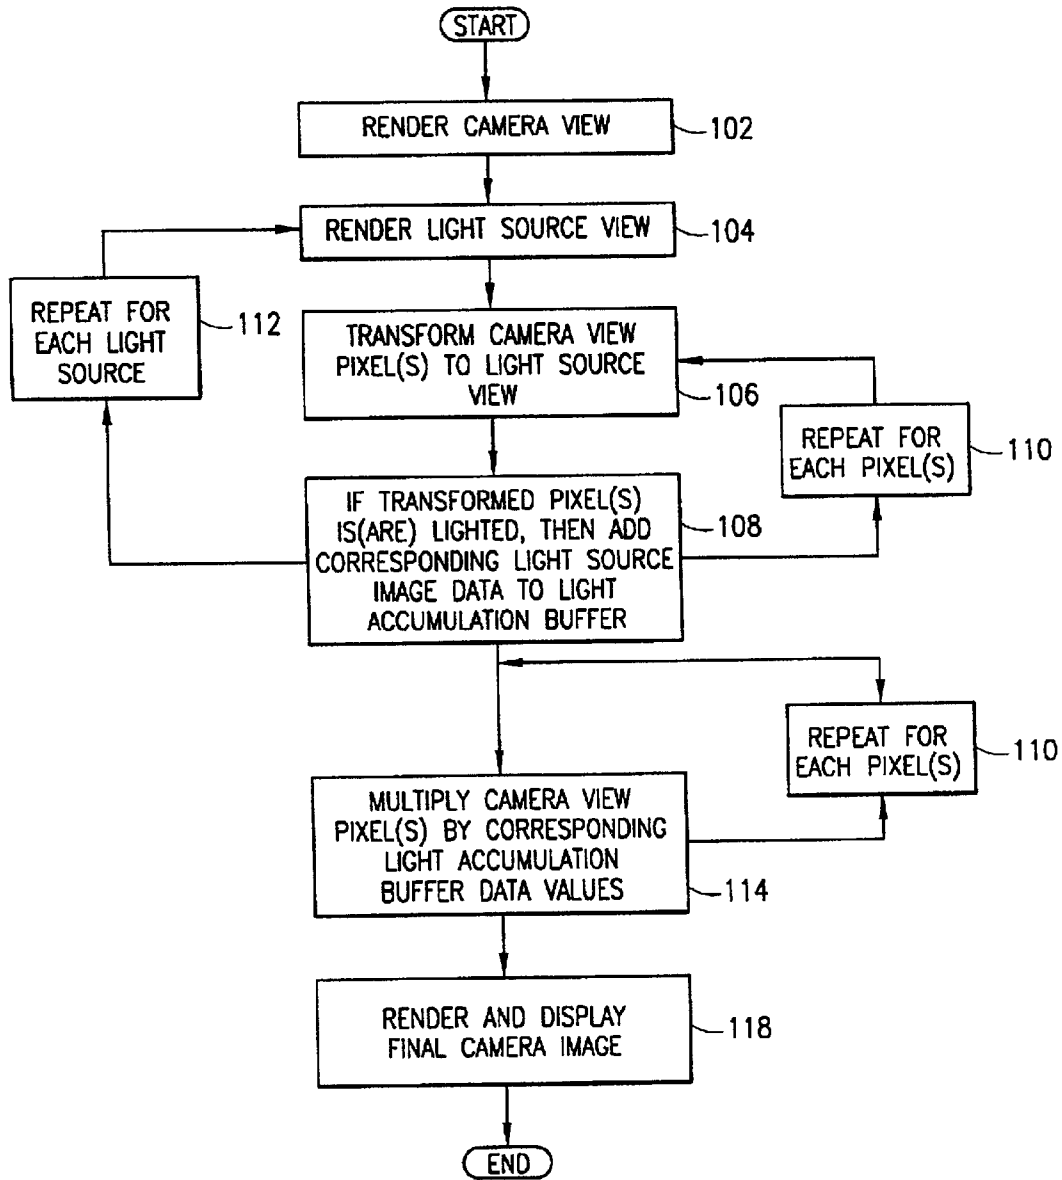 START
RENDER CAMERA VIEW
102
RENDER LIGHT SOURCE VIEW
104
REPEAT FOR
EACH LIGHT
SOURCE
112
TRANSFORM CAMERA VIEW
PIXEL(S) TO LIGHT SOURCE
VIEW
106
REPEAT FOR
EACH PIXEL(S)
110
IF TRANSFORMED PIXEL(S)
IS(ARE) LIGHTED, THEN ADD
CORRESPONDING LIGHT SOURCE
IMAGE DATA TO LIGHT
ACCUMULATION BUFFER
108
REPEAT FOR
EACH PIXEL(S)
110
MULTIPLY CAMERA VIEW
PIXEL(S) BY CORRESPONDING
LIGHT ACCUMULATION
BUFFER DATA VALUES
114
RENDER AND DISPLAY
FINAL CAMERA IMAGE
118
END